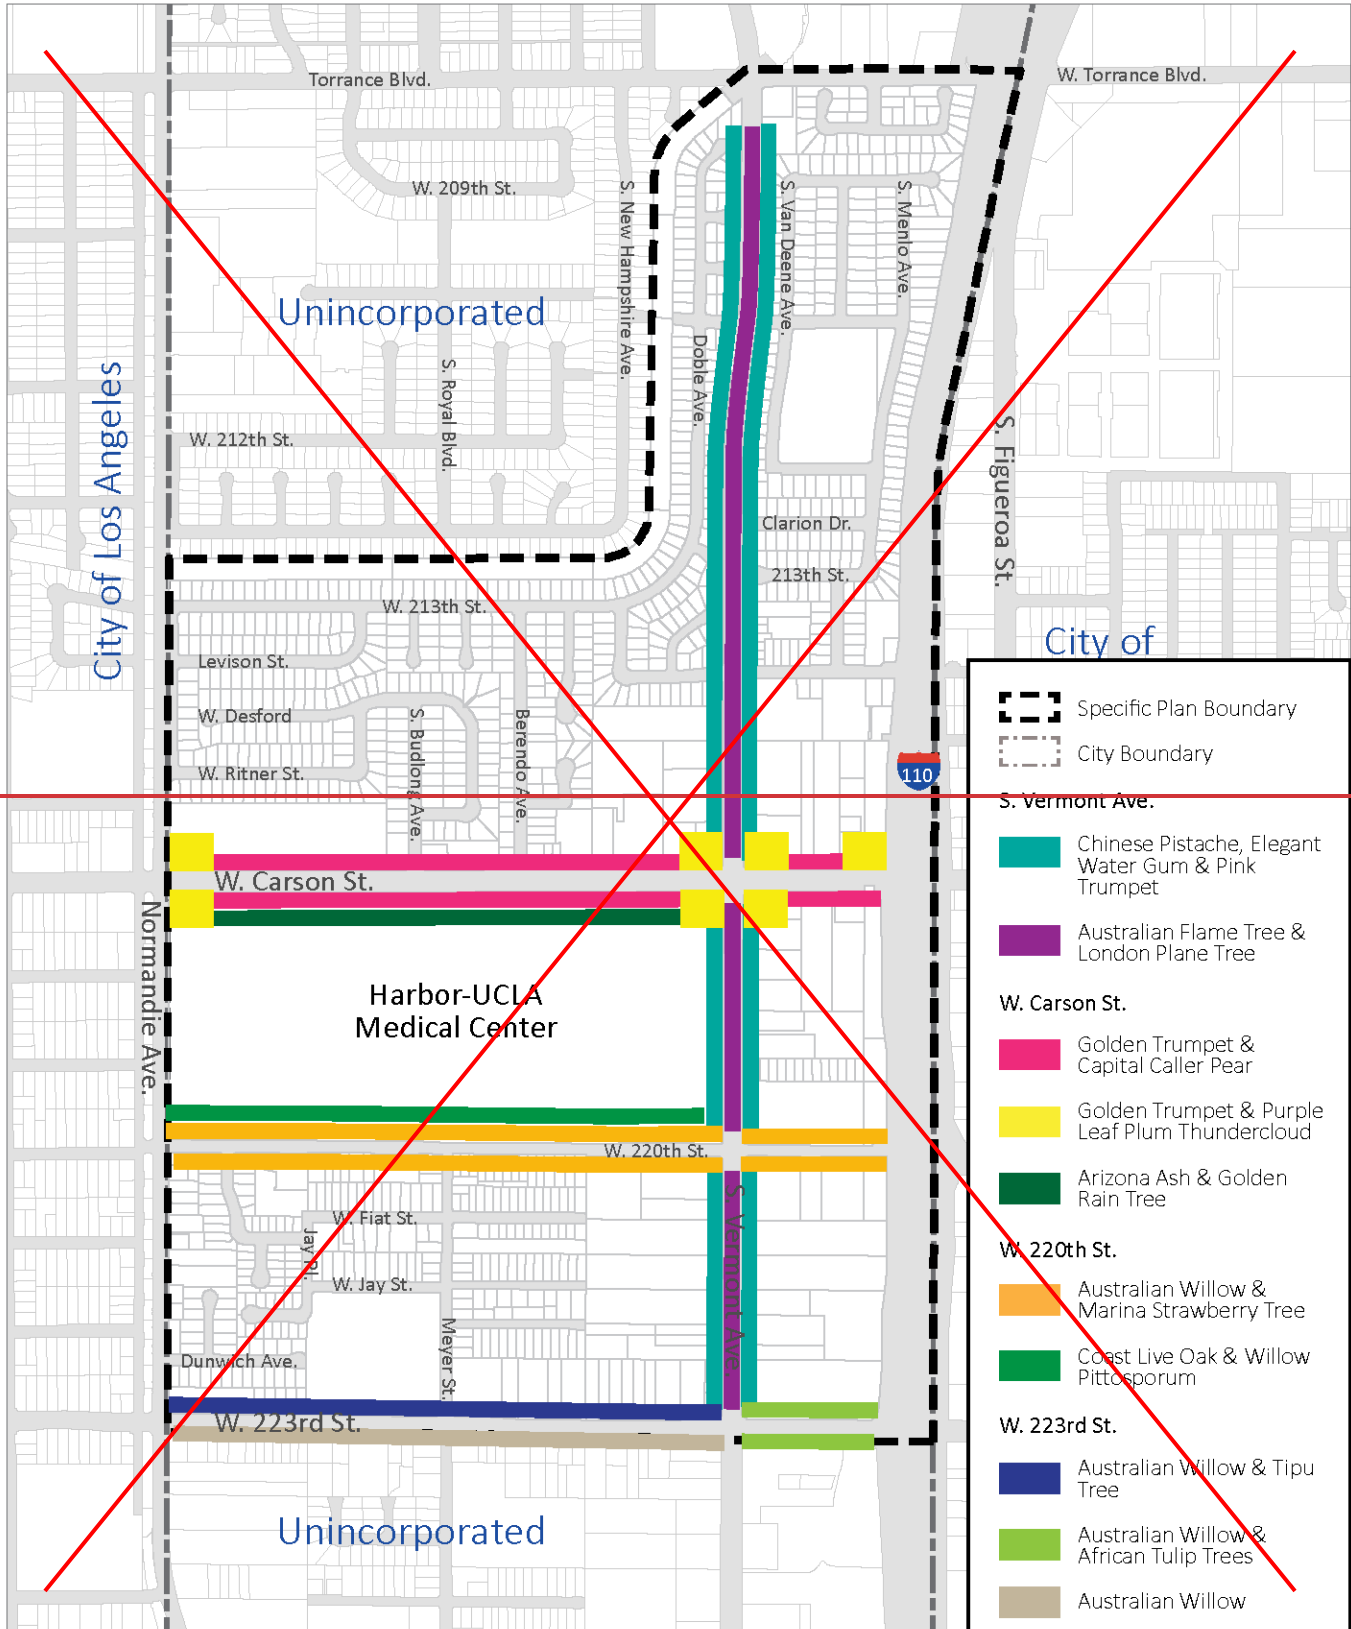 Torrance Blvd.
W. Torrance Blvd.
W. 209th St.
S. New Hampshire Ave.
S. Van Deene Ave.
S. Menlo Ave.
Unincorporated
Doble Ave.
S. Royal Blvd.
City of Los Angeles
W. 212th St.
S. Figueroa St.
Clarion Dr.
213th St.
W. 213th St.
City of
Levison St.
W. Desford
S. Budlong Ave.
Berendo Ave.
W. Ritner St.
110
W. Carson St.
Normandie Ave.
Harbor-UCLA
Medical Center
W. 220th St.
S. Vermont Ave.
W. Fiat St.
Jay Pl.
W. Jay St.
Meyer St.
Dunwich Ave.
W. 223rd St.
Unincorporated
Specific Plan Boundary
City Boundary
S. Vermont Ave.
Chinese Pistache, Elegant
Water Gum & Pink
Trumpet
Australian Flame Tree &
London Plane Tree
W. Carson St.
Golden Trumpet &
Capital Caller Pear
Golden Trumpet & Purple
Leaf Plum Thundercloud
Arizona Ash & Golden
Rain Tree
W. 220th St.
Australian Willow &
Marina Strawberry Tree
Coast Live Oak & Willow
Pittosporum
W. 223rd St.
Australian Willow & Tipu
Tree
Australian Willow &
African Tulip Trees
Australian Willow